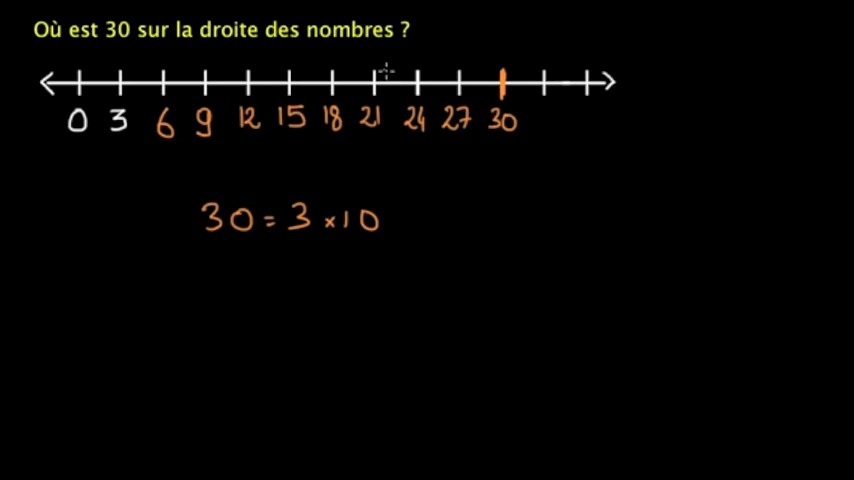 Où est 30 sur la droite des nombres ?
0 3 6 9 12 15 18 21 24 27 30
30 = 3 × 10